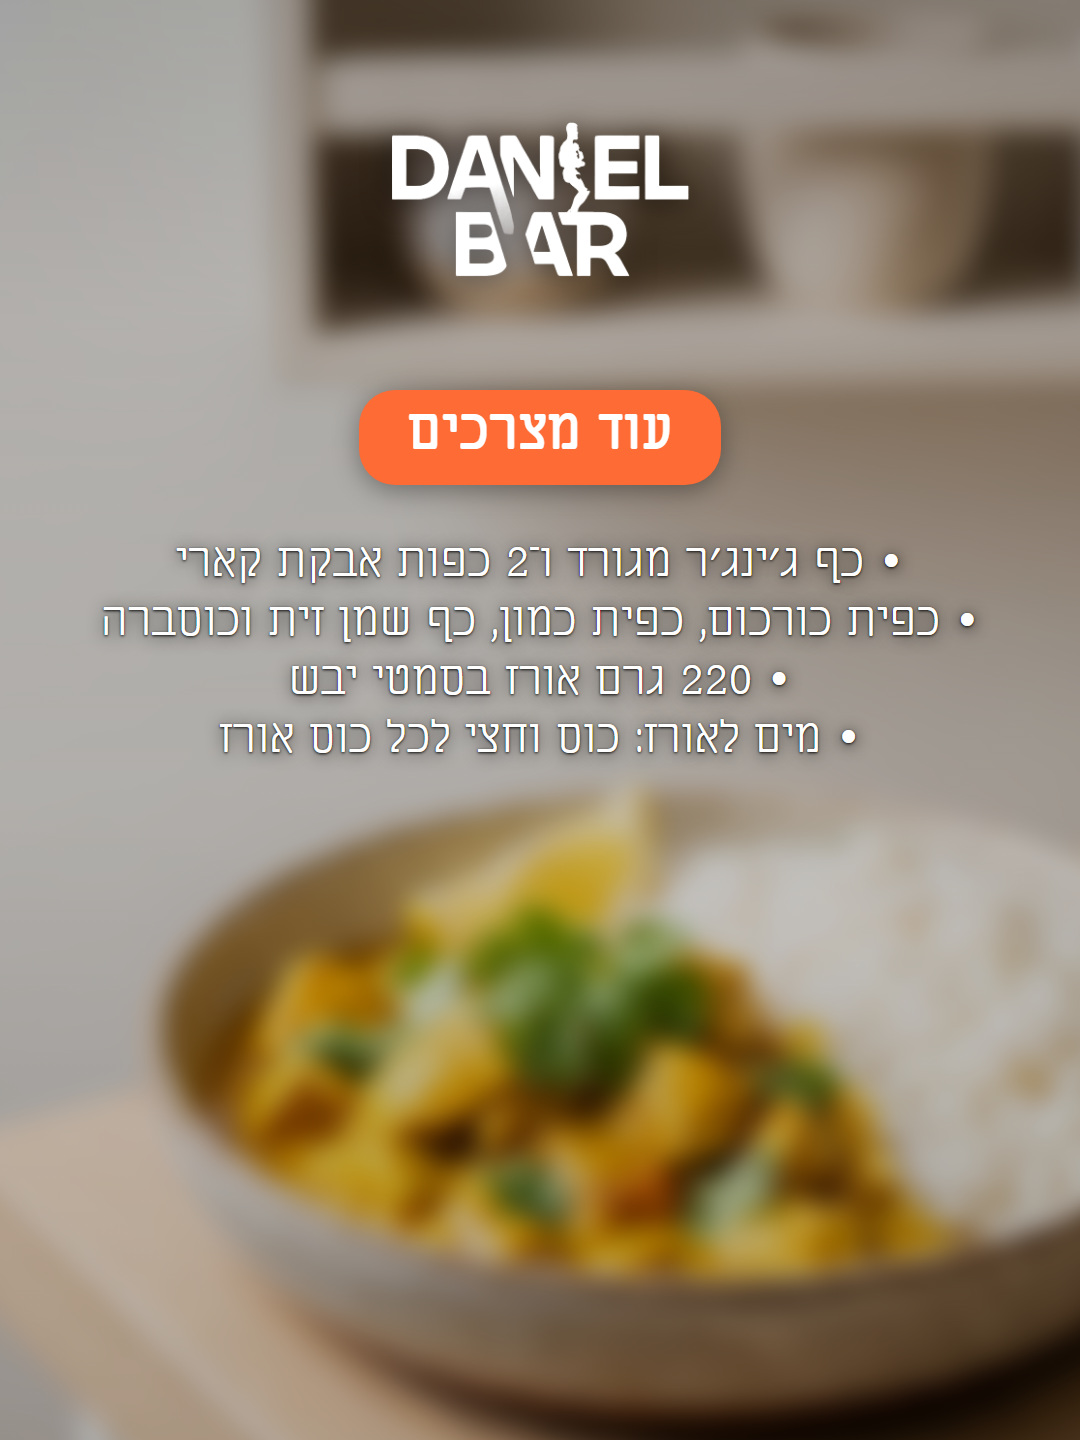 DANIEL
BAR
עוד מצרכים
• כף ג׳ינג׳ר מגורד ו־2 כפות אבקת קארי
• כפית כורכום, כפית כמון, כף שמן זית וכוסברה
• 220 גרם אורז בסמטי יבש
• מים לאורז: כוס וחצי לכל כוס אורז